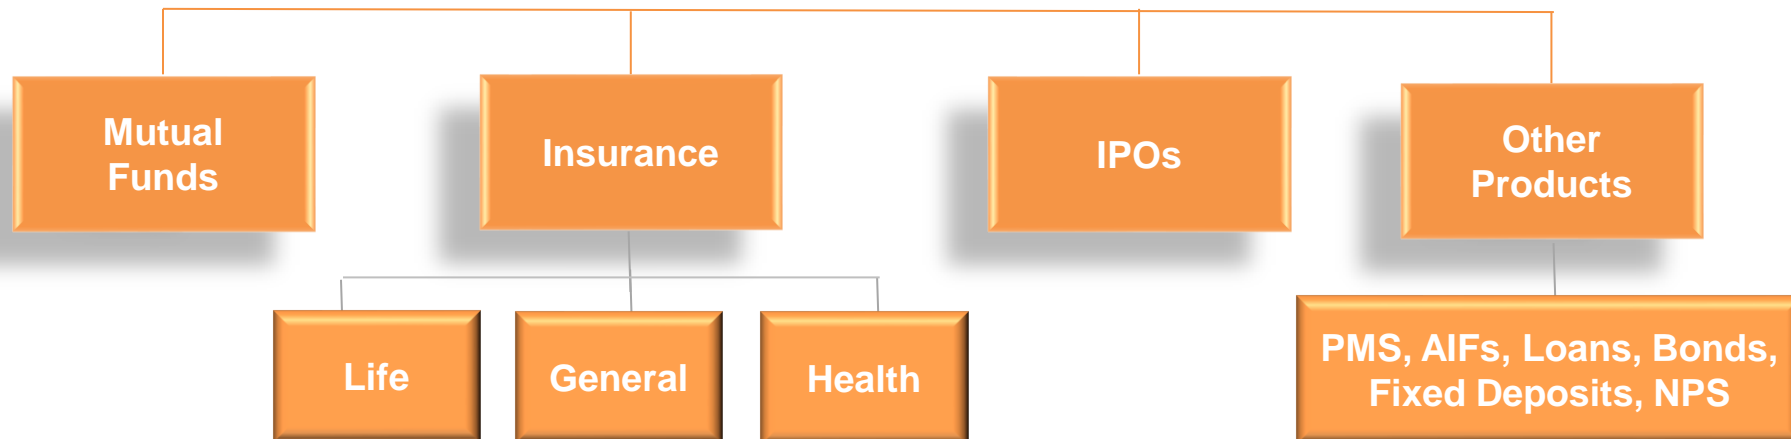 Mutual
Funds
Insurance
IPOs
Other
Products
Life
General
Health
PMS, AIFs, Loans, Bonds,
Fixed Deposits, NPS